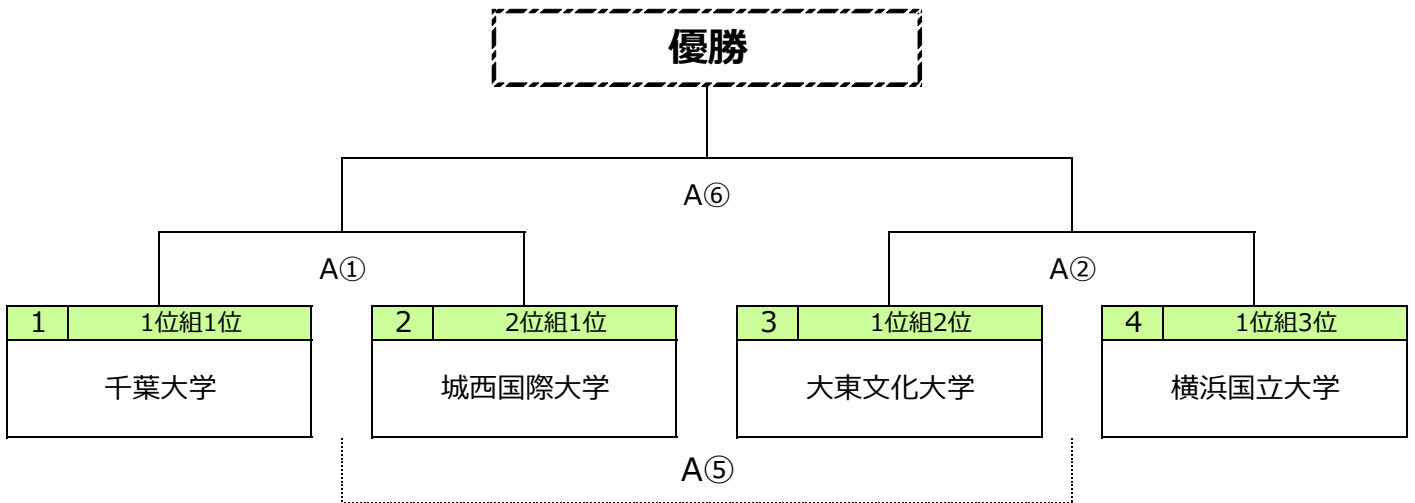 優勝
A⑥
A① A②
1 1位組1位 2 2位組1位 3 1位組2位 4 1位組3位
千葉大学 城西国際大学 大東文化大学 横浜国立大学
A⑤